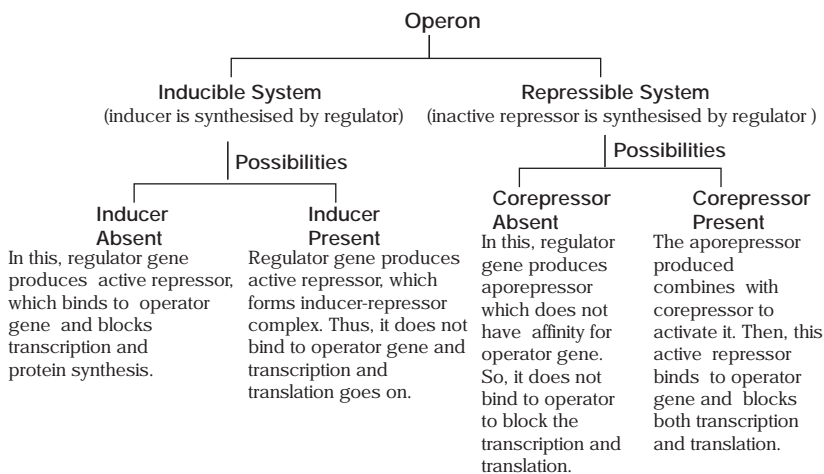 Operon
Inducible System
(inducer is synthesised by regulator)
Repressible System
(inactive repressor is synthesised by regulator )
Possibilities
Possibilities
Inducer
Absent
In this, regulator gene
produces active repressor,
which binds to operator
gene and blocks
transcription and
protein synthesis.
Inducer
Present
Regulator gene produces
active repressor, which
forms inducer-repressor
complex. Thus, it does not
bind to operator gene and
transcription and
translation goes on.
Corepressor
Absent
In this, regulator
gene produces
aporepressor
which does not
have affinity for
operator gene.
So, it does not
bind to operator
to block the
transcription and
translation.
Corepressor
Present
The aporepressor
produced
combines with
corepressor to
activate it. Then, this
active repressor
binds to operator
gene and blocks
both transcription
and translation.